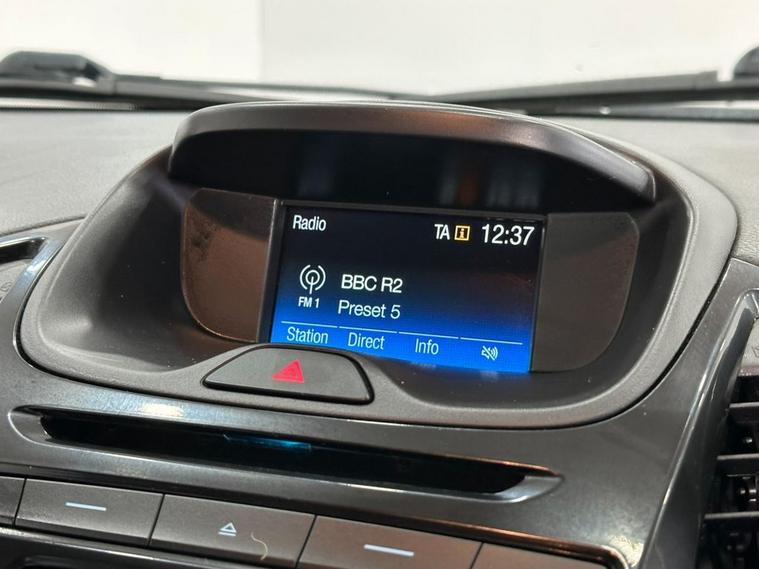 Radio
TA 12:37
BBC R2
FM 1
Preset 5
Station Direct Info